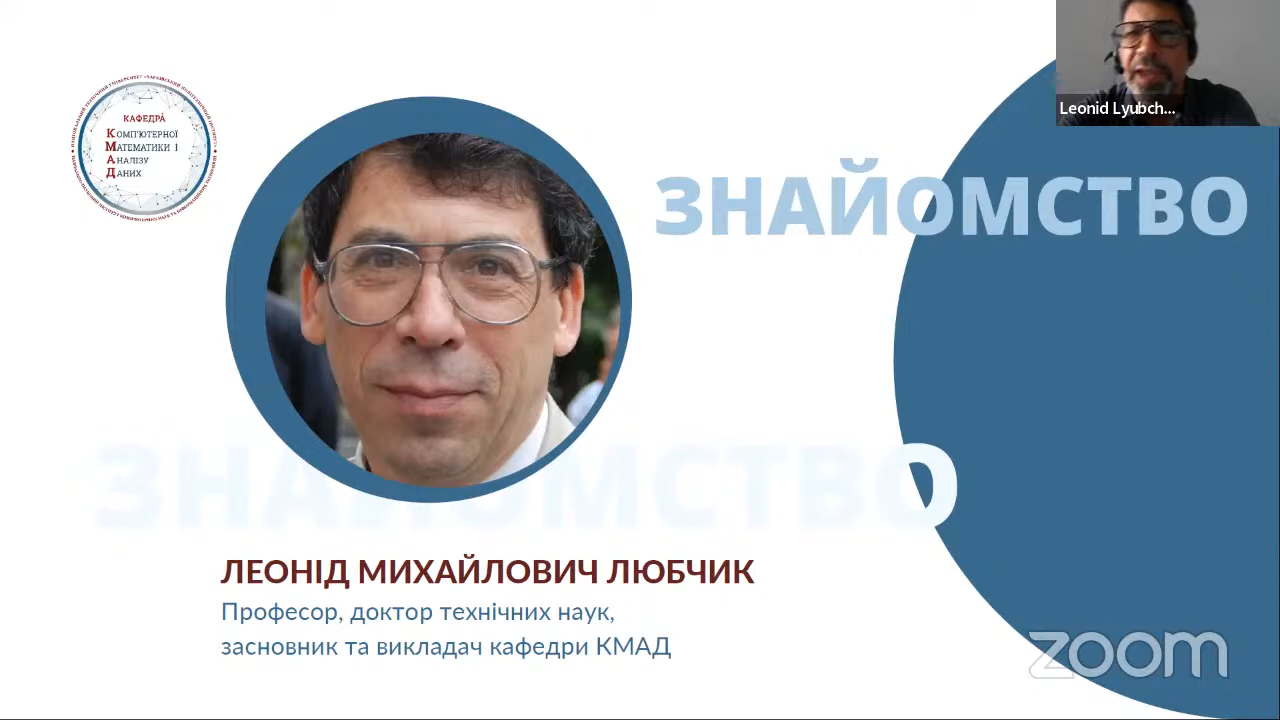 Leonid Lyubch...
КАФЕДРА
КОМП'ЮТЕРНОЇ
МАТЕМАТИКИ І
АНАЛІЗУ
ДАНИХ
ЗНАЙОМСТВО
ЗНАЙОМСТВО
ЛЕОНІД МИХАЙЛОВИЧ ЛЮБЧИК
Професор, доктор технічних наук,
засновник та викладач кафедри КМАД
zoom